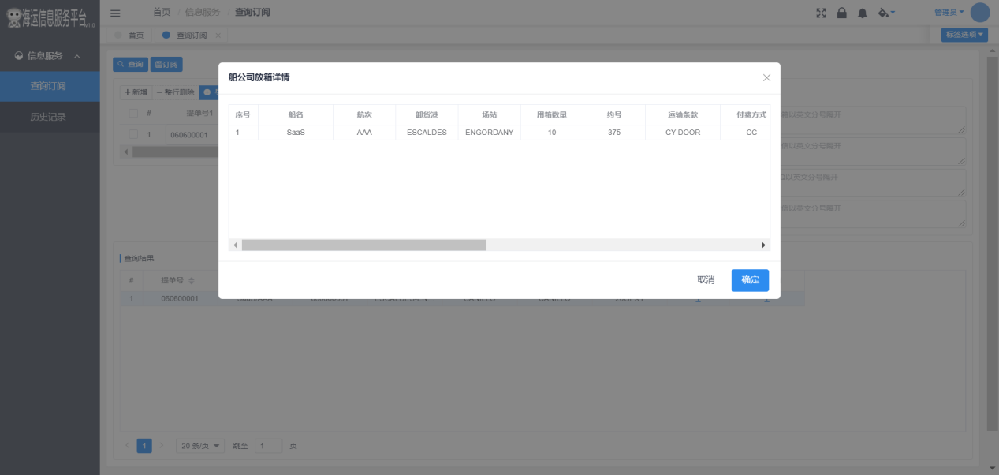 海运信息服务平台v1.0
首页 / 信息服务 / 查询订阅
管理员
首页
查询订阅
标签选项
信息服务
查询订阅
历史记录
查询
订阅
新增
整行删除
# 提单号1
1 060600001
以英文分号隔开
值以英文分号隔开
以英文分号隔开
值以英文分号隔开
船公司放箱详情
序号 船名 航次 卸货港 场站 用箱数量 约号 运输条款 付费方式
1 SaaS AAA ESCALDES ENGORDANY 10 375 CY-DOOR CC
取消
确定
查询结果
# 提单号
1 060600001
1
20 条/页
跳至 1 页